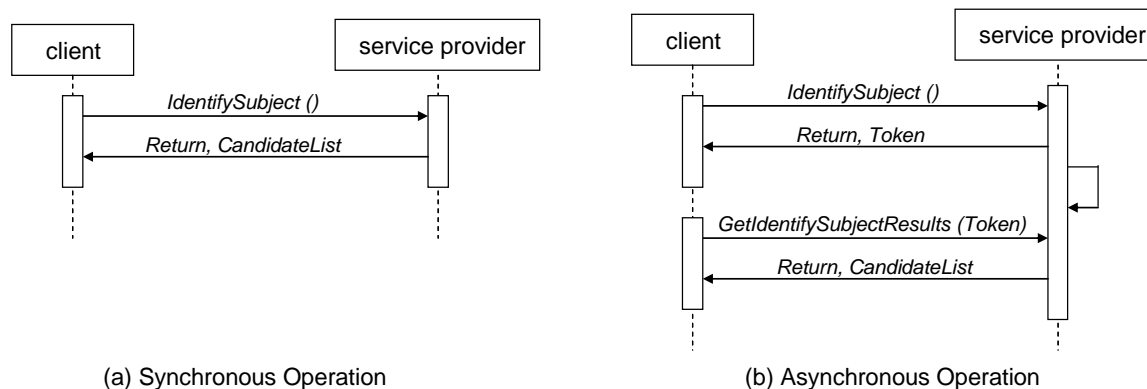 client
service provider
IdentifySubject ()
Return, CandidateList
(a) Synchronous Operation
client
service provider
IdentifySubject ()
Return, Token
GetIdentifySubjectResults (Token)
Return, CandidateList
(b) Asynchronous Operation